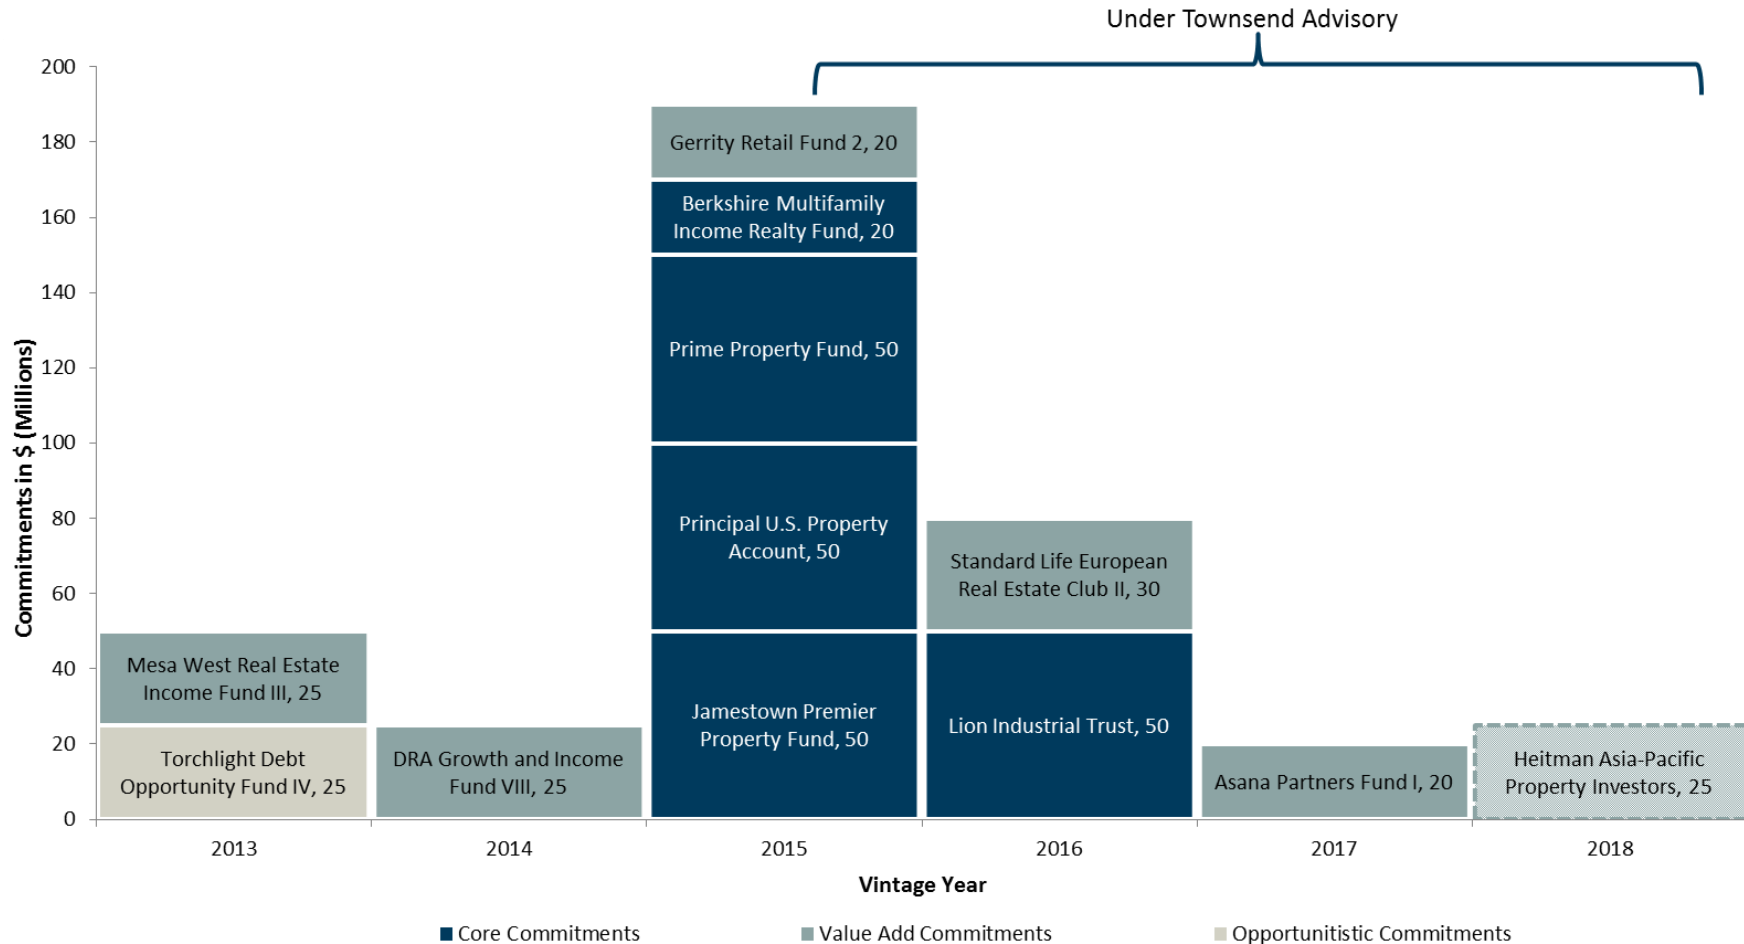 Under Townsend Advisory
200
180
160
140
120
100
80
60
40
20
0
Commitments in $ (Millions)
Mesa West Real Estate
Income Fund III, 25
Torchlight Debt
Opportunity Fund IV, 25
DRA Growth and Income
Fund VIII, 25
Gerrity Retail Fund 2, 20
Berkshire Multifamily
Income Realty Fund, 20
Prime Property Fund, 50
Principal U.S. Property
Account, 50
Jamestown Premier
Property Fund, 50
Standard Life European
Real Estate Club II, 30
Lion Industrial Trust, 50
Asana Partners Fund I, 20
Heitman Asia-Pacific
Property Investors, 25
2013
2014
2015
2016
2017
2018
Vintage Year
Core Commitments
Value Add Commitments
Opportunitistic Commitments